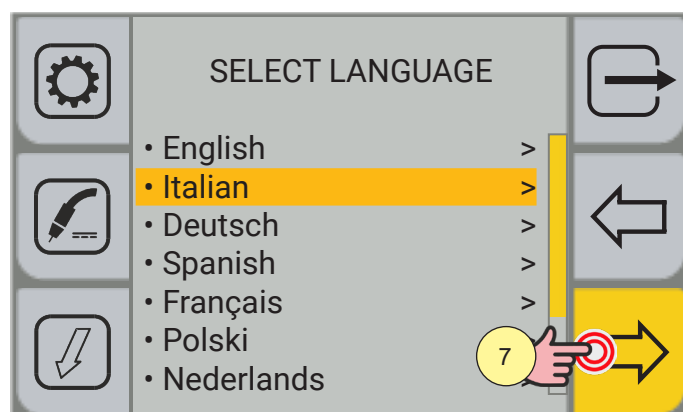 SELECT LANGUAGE
• English >
• Italian >
• Deutsch >
• Spanish >
• Français >
• Polski
• Nederlands >
7